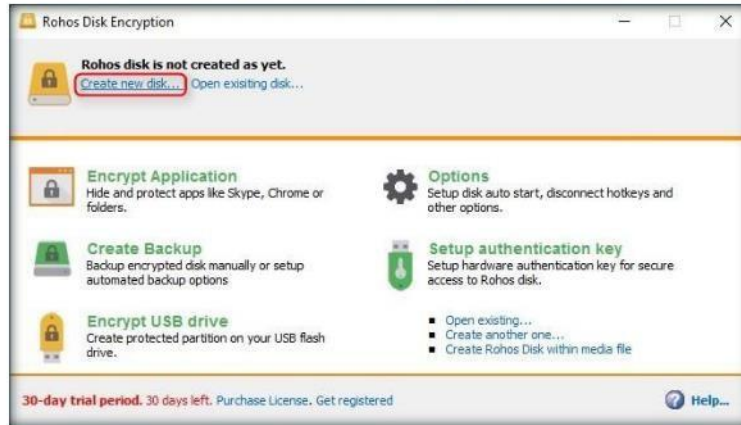 Rohos Disk Encryption
Rohos disk is not created as yet.
Create new disk... Open exisiting disk...
Encrypt Application
Hide and protect apps like Skype, Chrome or
folders.
Options
Setup disk auto start, disconnect hotkeys and
other options.
Create Backup
Backup encrypted disk manually or setup
automated backup options
Setup authentication key
Setup hardware authentication key for secure
access to Rohos disk.
Encrypt USB drive
Create protected partition on your USB flash
drive.
Open existing...
Create another one...
Create Rohos Disk within media file
30-day trial period. 30 days left. Purchase License. Get registered
Help...